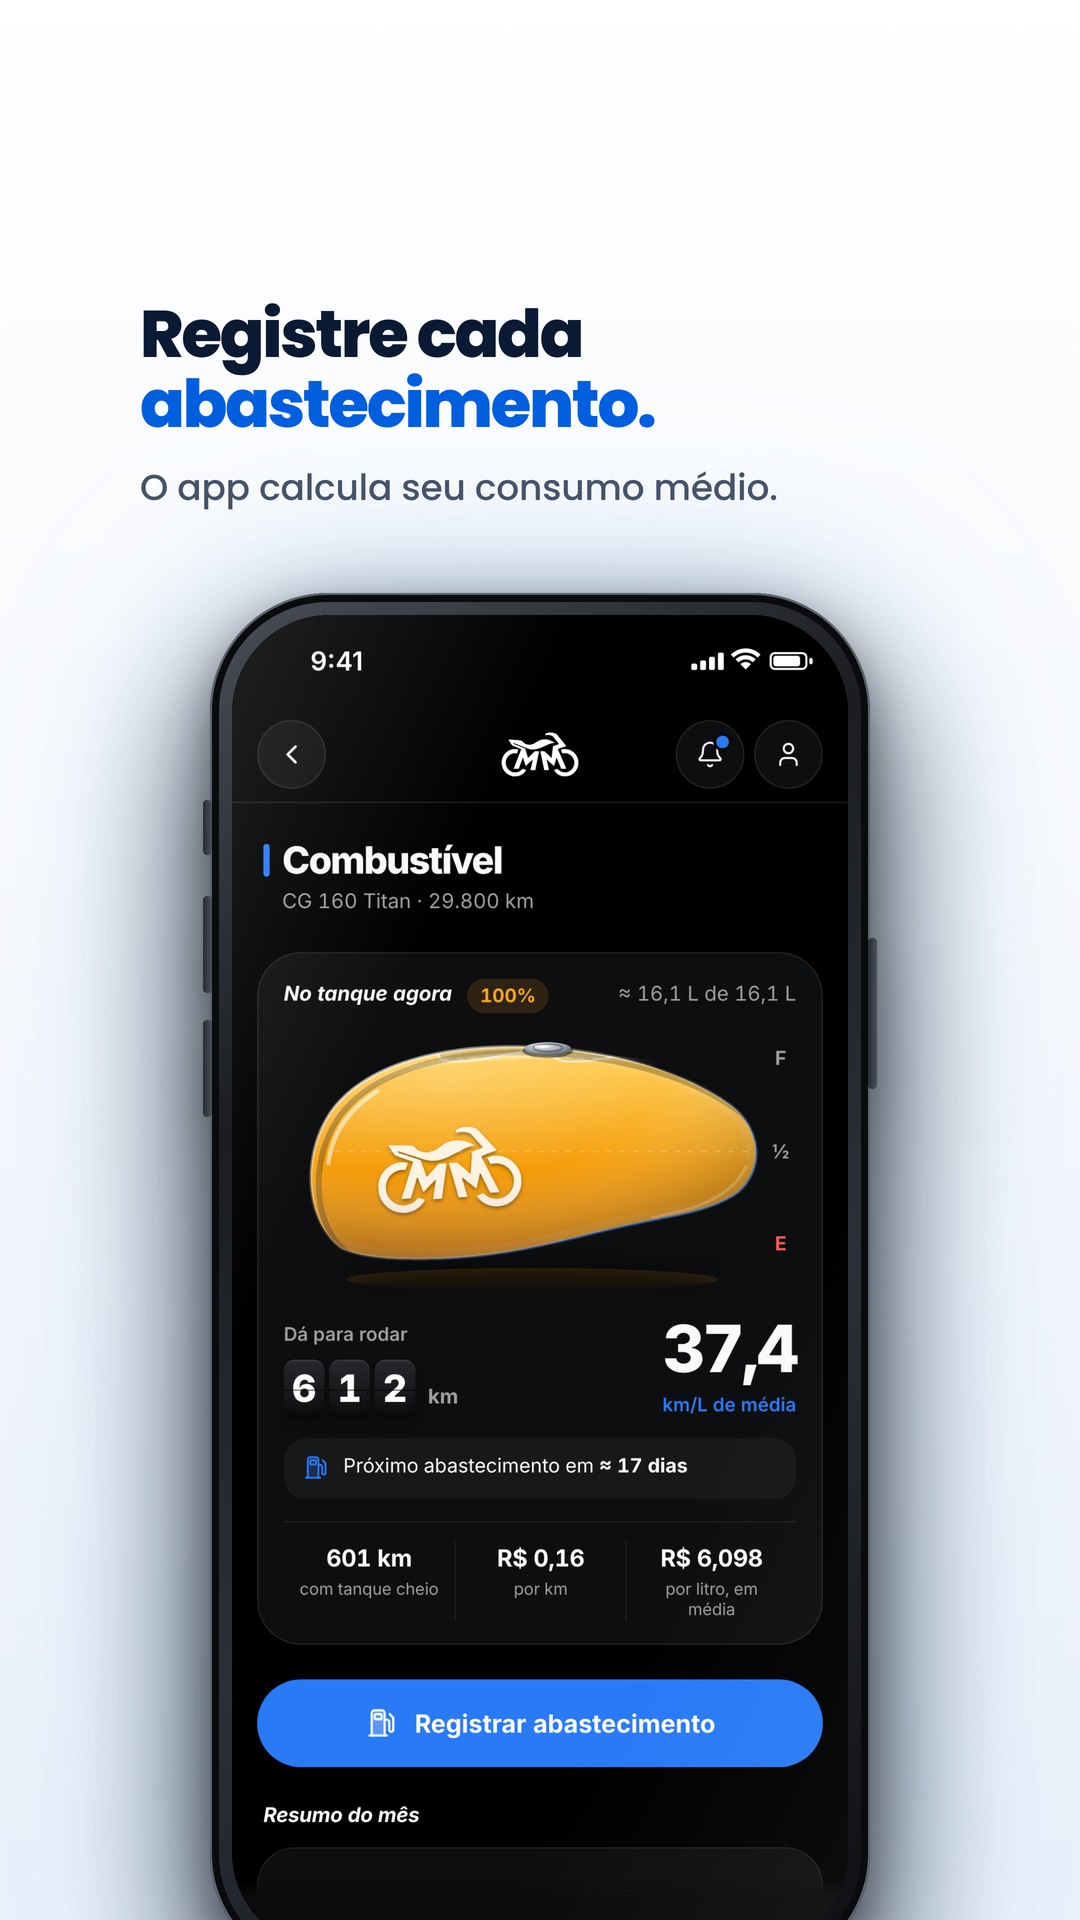 Registre cada
abastecimento.
O app calcula seu consumo médio.
9:41
MM
Combustível
CG 160 Titan · 29.800 km
No tanque agora 100% ≈ 16,1 L de 16,1 L
F
½
MM
E
Dá para rodar
612 km
37,4
km/L de média
Próximo abastecimento em ≈ 17 dias
601 km
com tanque cheio
R$ 0,16
por km
R$ 6,098
por litro, em
média
Registrar abastecimento
Resumo do mês